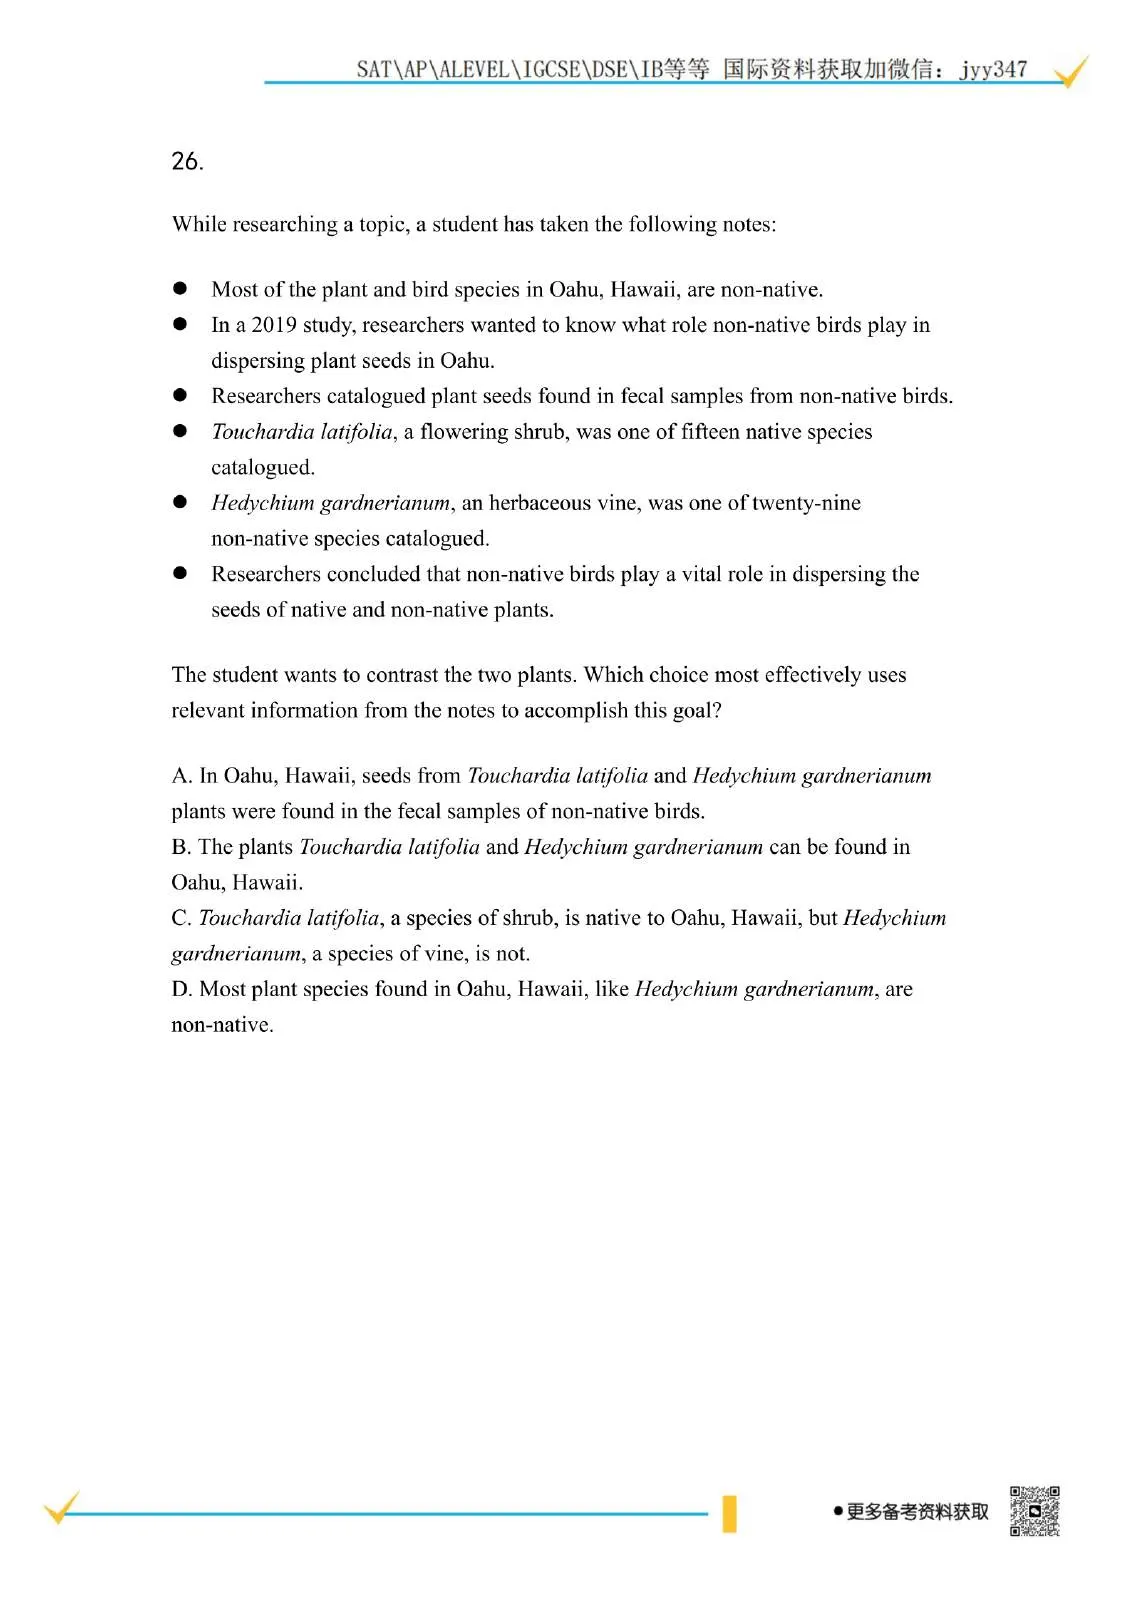 SAT\AP\ALEVEL\IGCSE\DSE\IB等等 国际资料获取加微信：jyy347
26.
While researching a topic, a student has taken the following notes:
● Most of the plant and bird species in Oahu, Hawaii, are non-native.
● In a 2019 study, researchers wanted to know what role non-native birds play in
dispersing plant seeds in Oahu.
● Researchers catalogued plant seeds found in fecal samples from non-native birds.
● Touchardia latifolia, a flowering shrub, was one of fifteen native species
catalogued.
● Hedychium gardnerianum, an herbaceous vine, was one of twenty-nine
non-native species catalogued.
● Researchers concluded that non-native birds play a vital role in dispersing the
seeds of native and non-native plants.
The student wants to contrast the two plants. Which choice most effectively uses
relevant information from the notes to accomplish this goal?
A. In Oahu, Hawaii, seeds from Touchardia latifolia and Hedychium gardnerianum
plants were found in the fecal samples of non-native birds.
B. The plants Touchardia latifolia and Hedychium gardnerianum can be found in
Oahu, Hawaii.
C. Touchardia latifolia, a species of shrub, is native to Oahu, Hawaii, but Hedychium
gardnerianum, a species of vine, is not.
D. Most plant species found in Oahu, Hawaii, like Hedychium gardnerianum, are
non-native.
●更多备考资料获取